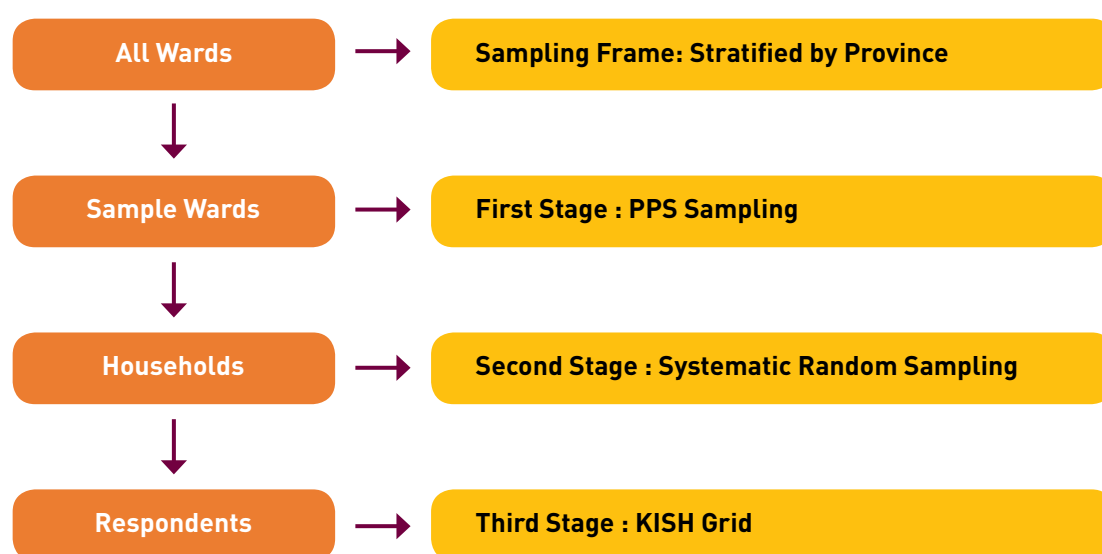 All Wards
Sampling Frame: Stratified by Province
Sample Wards
First Stage : PPS Sampling
Households
Second Stage : Systematic Random Sampling
Respondents
Third Stage : KISH Grid